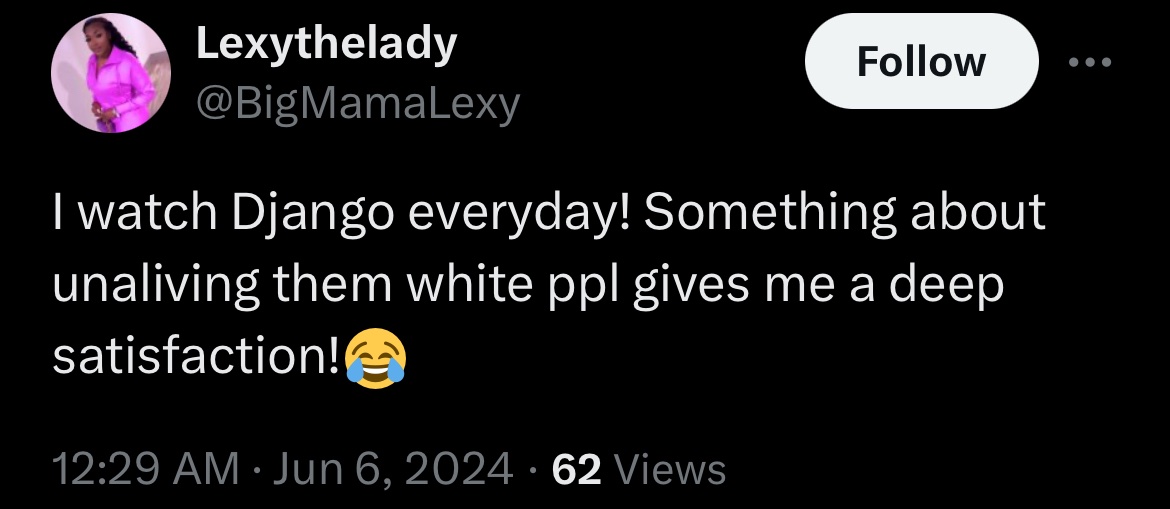 Lexythelady
@BigMamaLexy
Follow
I watch Django everyday! Something about
unaliving them white ppl gives me a deep
satisfaction!😂
12:29 AM · Jun 6, 2024 · 62 Views